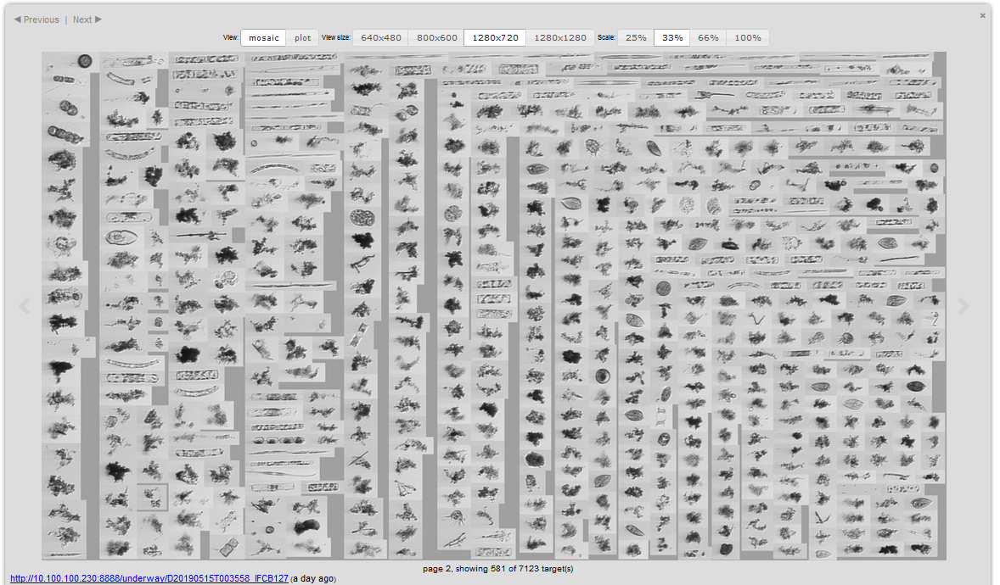 ◀ Previous | Next ▶
×
View: mosaic plot View size: 640x480 800x600 1280x720 1280x1280 Scale: 25% 33% 66% 100%
page 2, showing 581 of 7123 target(s)
http://10.100.100.230:8888/underway/D20190515T003558_IFCB127 (a day ago)